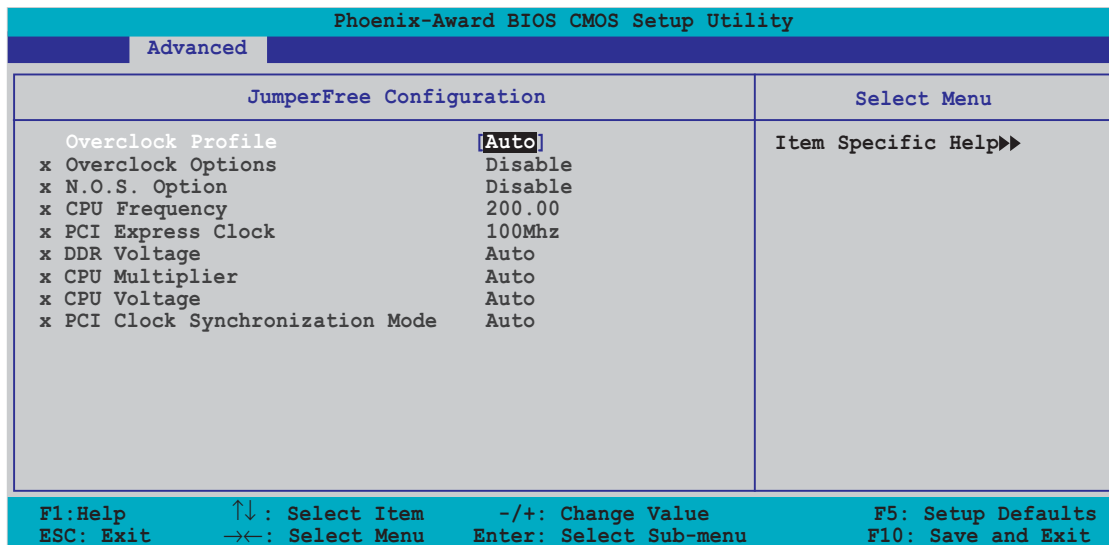 Phoenix-Award BIOS CMOS Setup Utility
Advanced
JumperFree Configuration
Select Menu
Overclock Profile [Auto]
Item Specific Help▶▶
x Overclock Options Disable
x N.O.S. Option Disable
x CPU Frequency 200.00
x PCI Express Clock 100Mhz
x DDR Voltage Auto
x CPU Multiplier Auto
x CPU Voltage Auto
x PCI Clock Synchronization Mode Auto
F1:Help ↑↓ : Select Item -/+: Change Value F5: Setup Defaults
ESC: Exit →←: Select Menu Enter: Select Sub-menu F10: Save and Exit